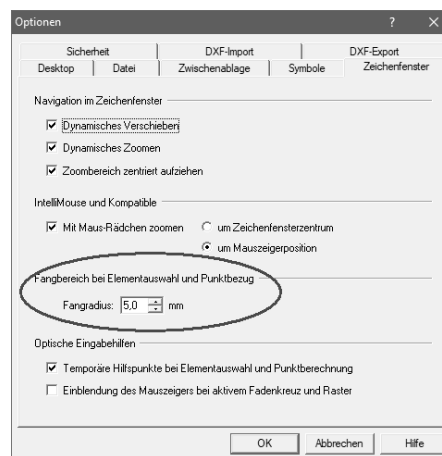 Optionen ? X
Sicherheit DXF-Import DXF-Export
Desktop Datei Zwischenablage Symbole Zeichenfenster
Navigation im Zeichenfenster
Dynamisches Verschieben
Dynamisches Zoomen
Zoombereich zentriert aufziehen
IntelliMouse und Kompatible
Mit Maus-Rädchen zoomen um Zeichenfensterzentrum
um Mauszeigerposition
Fangbereich bei Elementauswahl und Punktbezug
Fangradius: 5,0 mm
Optische Eingabehilfen
Temporäre Hilfspunkte bei Elementauswahl und Punktberechnung
Einblendung des Mauszeigers bei aktivem Fadenkreuz und Raster
OK Abbrechen Hilfe